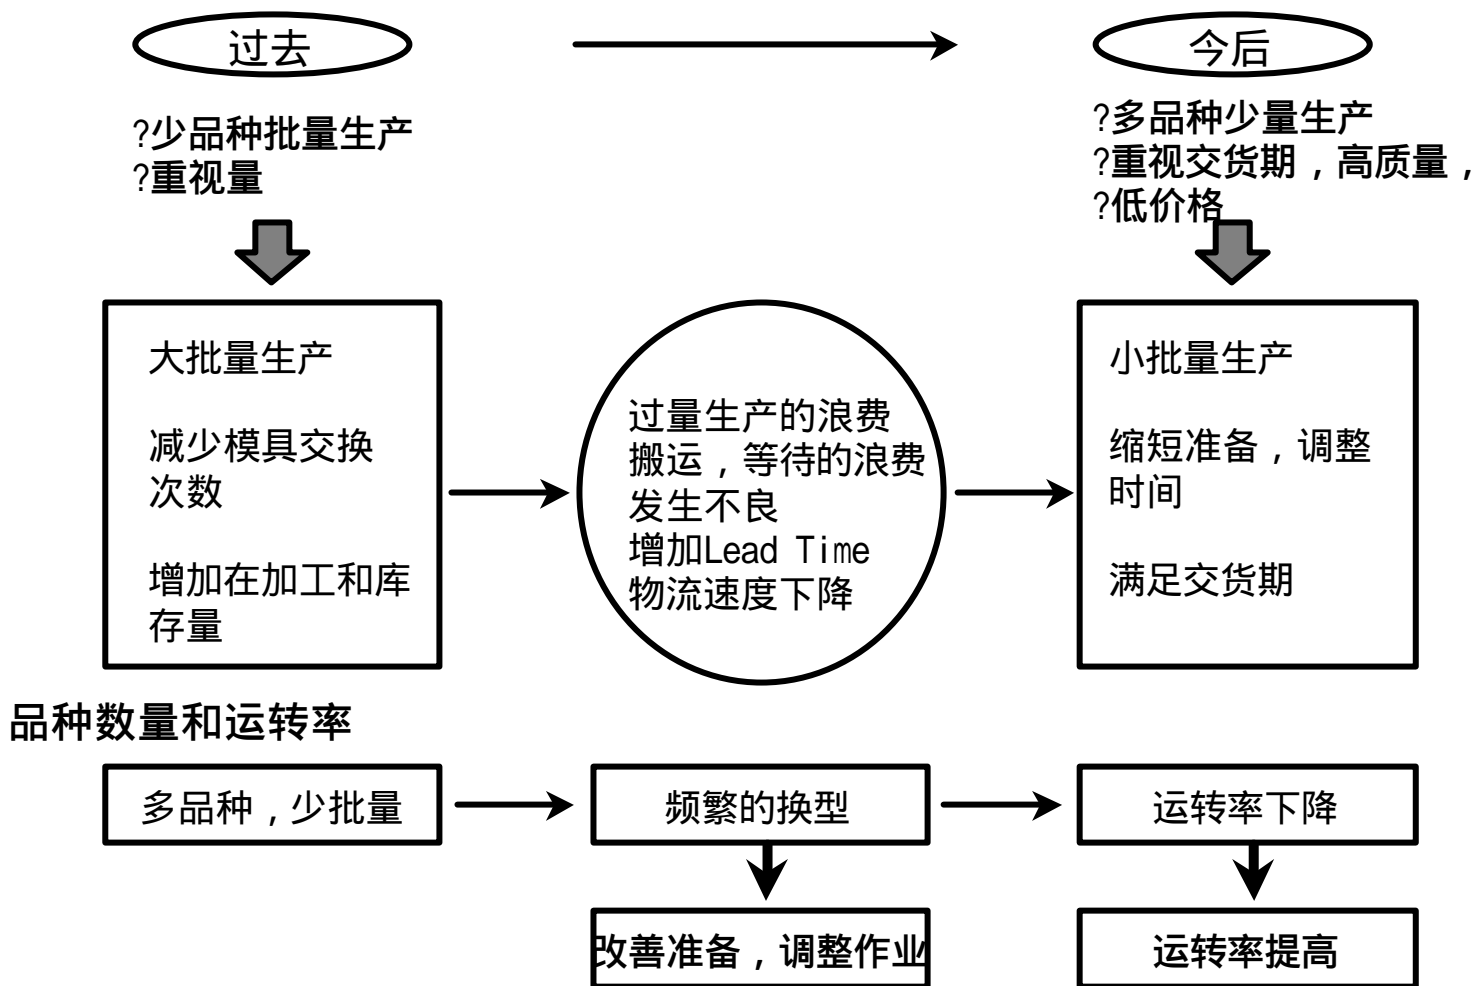 过去
今后
?少品种批量生产
?重视量
?多品种少量生产
?重视交货期，高质量，
?低价格
大批量生产
减少模具交换
次数
增加在加工和库
存量
过量生产的浪费
搬运，等待的浪费
发生不良
增加Lead Time
物流速度下降
小批量生产
缩短准备，调整
时间
满足交货期
品种数量和运转率
多品种，少批量
频繁的换型
运转率下降
改善准备，调整作业
运转率提高